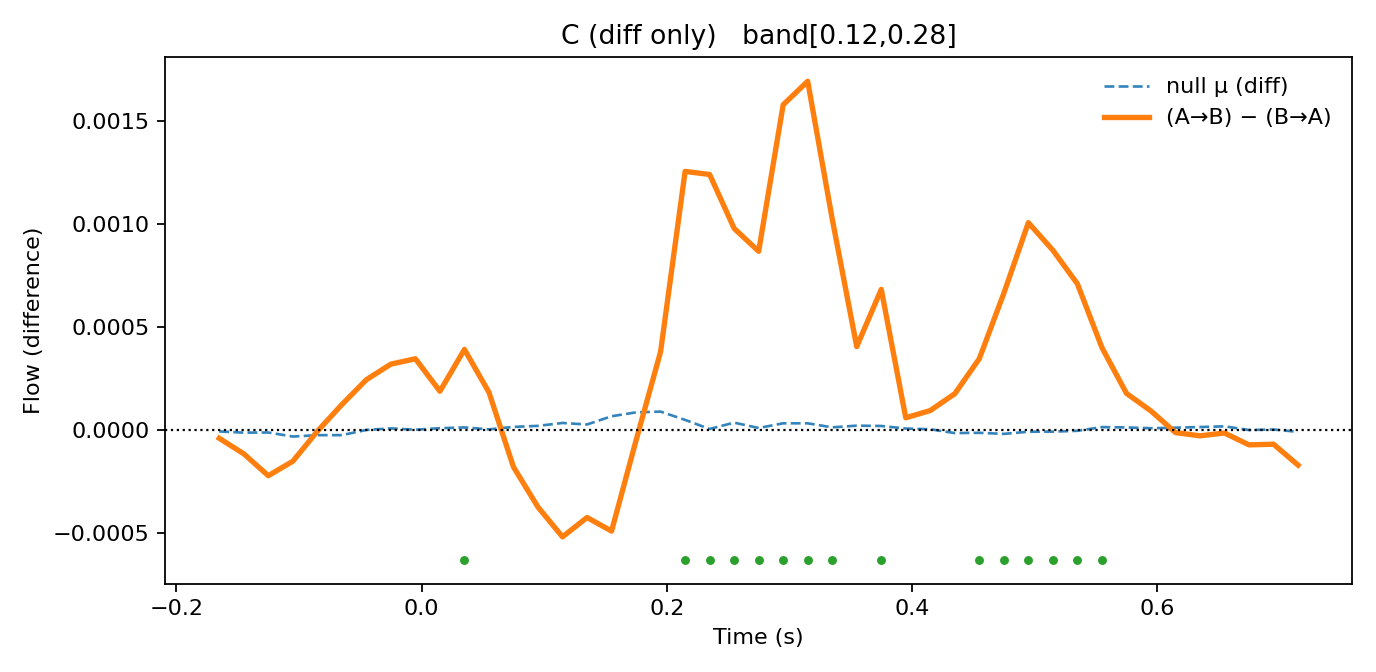 C (diff only)   band[0.12,0.28]
null μ (diff)
(A→B) − (B→A)
Flow (difference)
0.0015
0.0010
0.0005
0.0000
−0.0005
−0.2
0.0
0.2
0.4
0.6
Time (s)